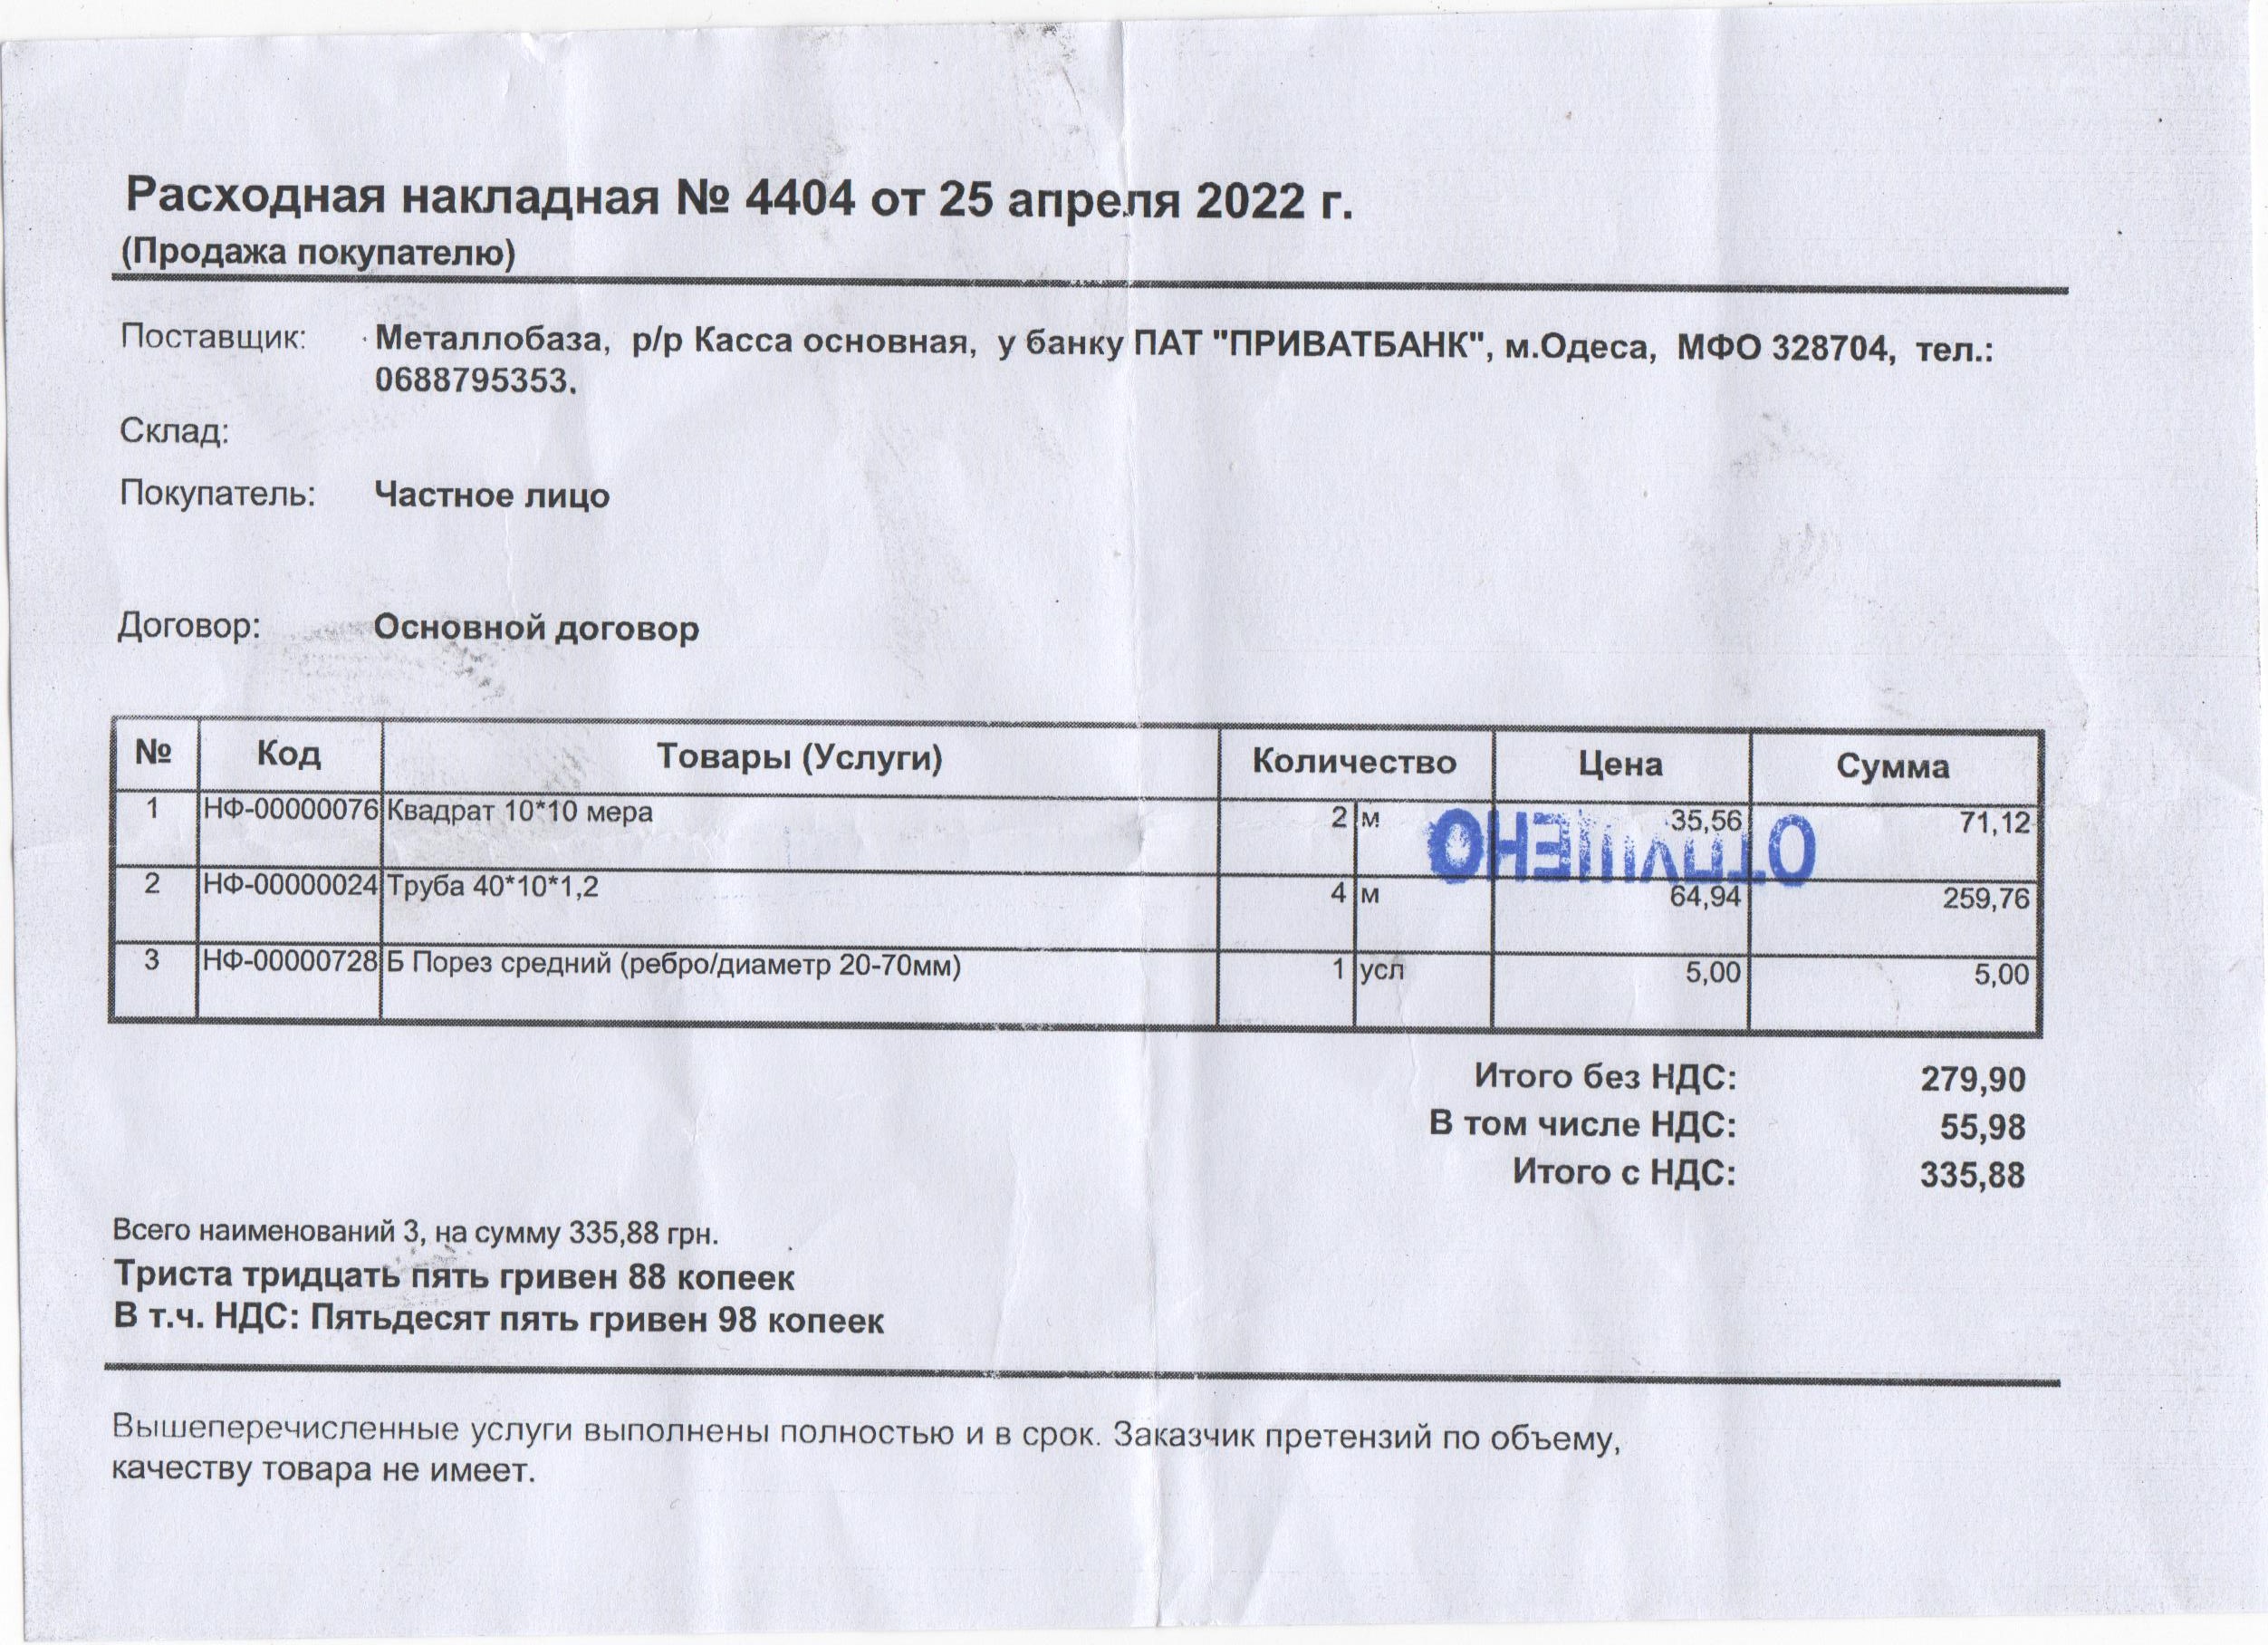 Расходная накладная № 4404 от 25 апреля 2022 г.
(Продажа покупателю)
Поставщик: Металлобаза, р/р Касса основная, у банку ПАТ "ПРИВАТБАНК", м.Одеса, МФО 328704, тел.:
0688795353.
Склад:
Покупатель: Частное лицо
Договор: Основной договор
№ Код Товары (Услуги) Количество Цена Сумма
1 НФ-00000076 Квадрат 10*10 мера 2 м 35,56 71,12
ОТПУЩЕНО
2 НФ-00000024 Труба 40*10*1,2 4 м 64,94 259,76
3 НФ-00000728 Б Порез средний (ребро/диаметр 20-70мм) 1 усл 5,00 5,00
Итого без НДС: 279,90
В том числе НДС: 55,98
Итого с НДС: 335,88
Всего наименований 3, на сумму 335,88 грн.
Триста тридцать пять гривен 88 копеек
В т.ч. НДС: Пятьдесят пять гривен 98 копеек
Вышеперечисленные услуги выполнены полностью и в срок. Заказчик претензий по объему,
качеству товара не имеет.